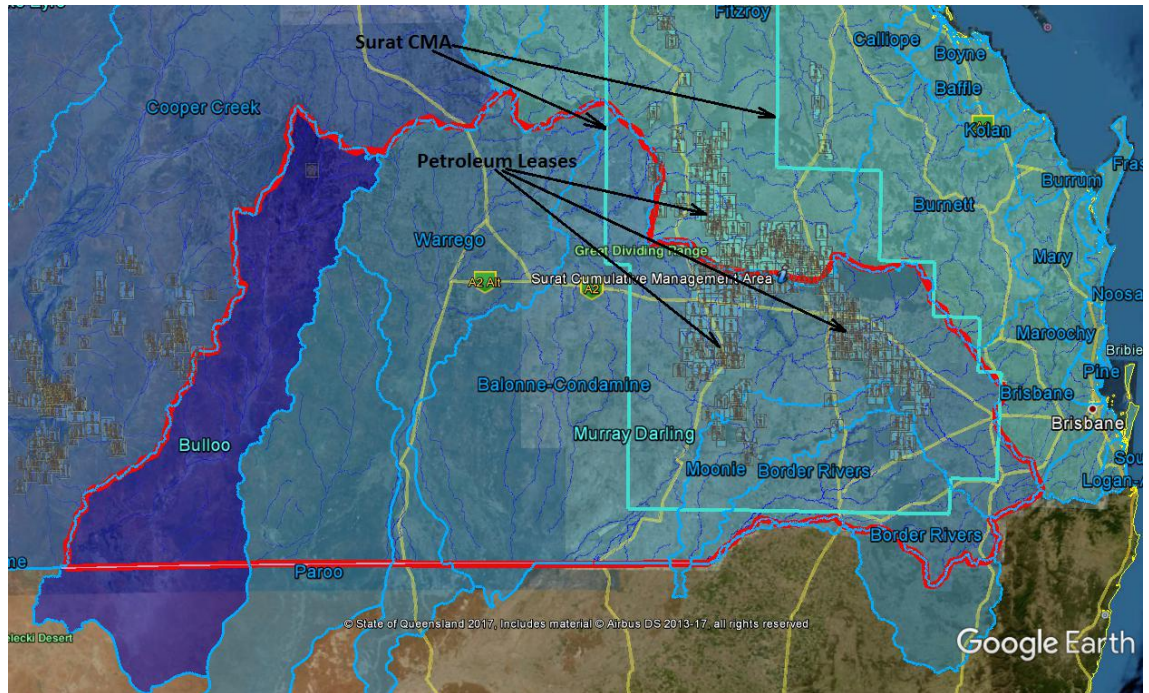 Fitzroy
Calliope
Surat CMA
Boyne
Baffle
Cooper Creek
Kolan
Petroleum Leases
Fras
Burrum
Burnett
Warrego
Great Dividing Range
Mary
Surat Cumulative Management Area
A2 Alt
A2
Noosa
Maroochy
Bribie
Pine
Balonne-Condamine
Brisbane
Brisbane
Murray Darling
Bulloo
Moonie
Border Rivers
Sou
Logan-A
Border Rivers
me
Paroo
© State of Queensland 2017, Includes material © Airbus DS 2013-17, all rights reserved
elecki Desert
Google Earth